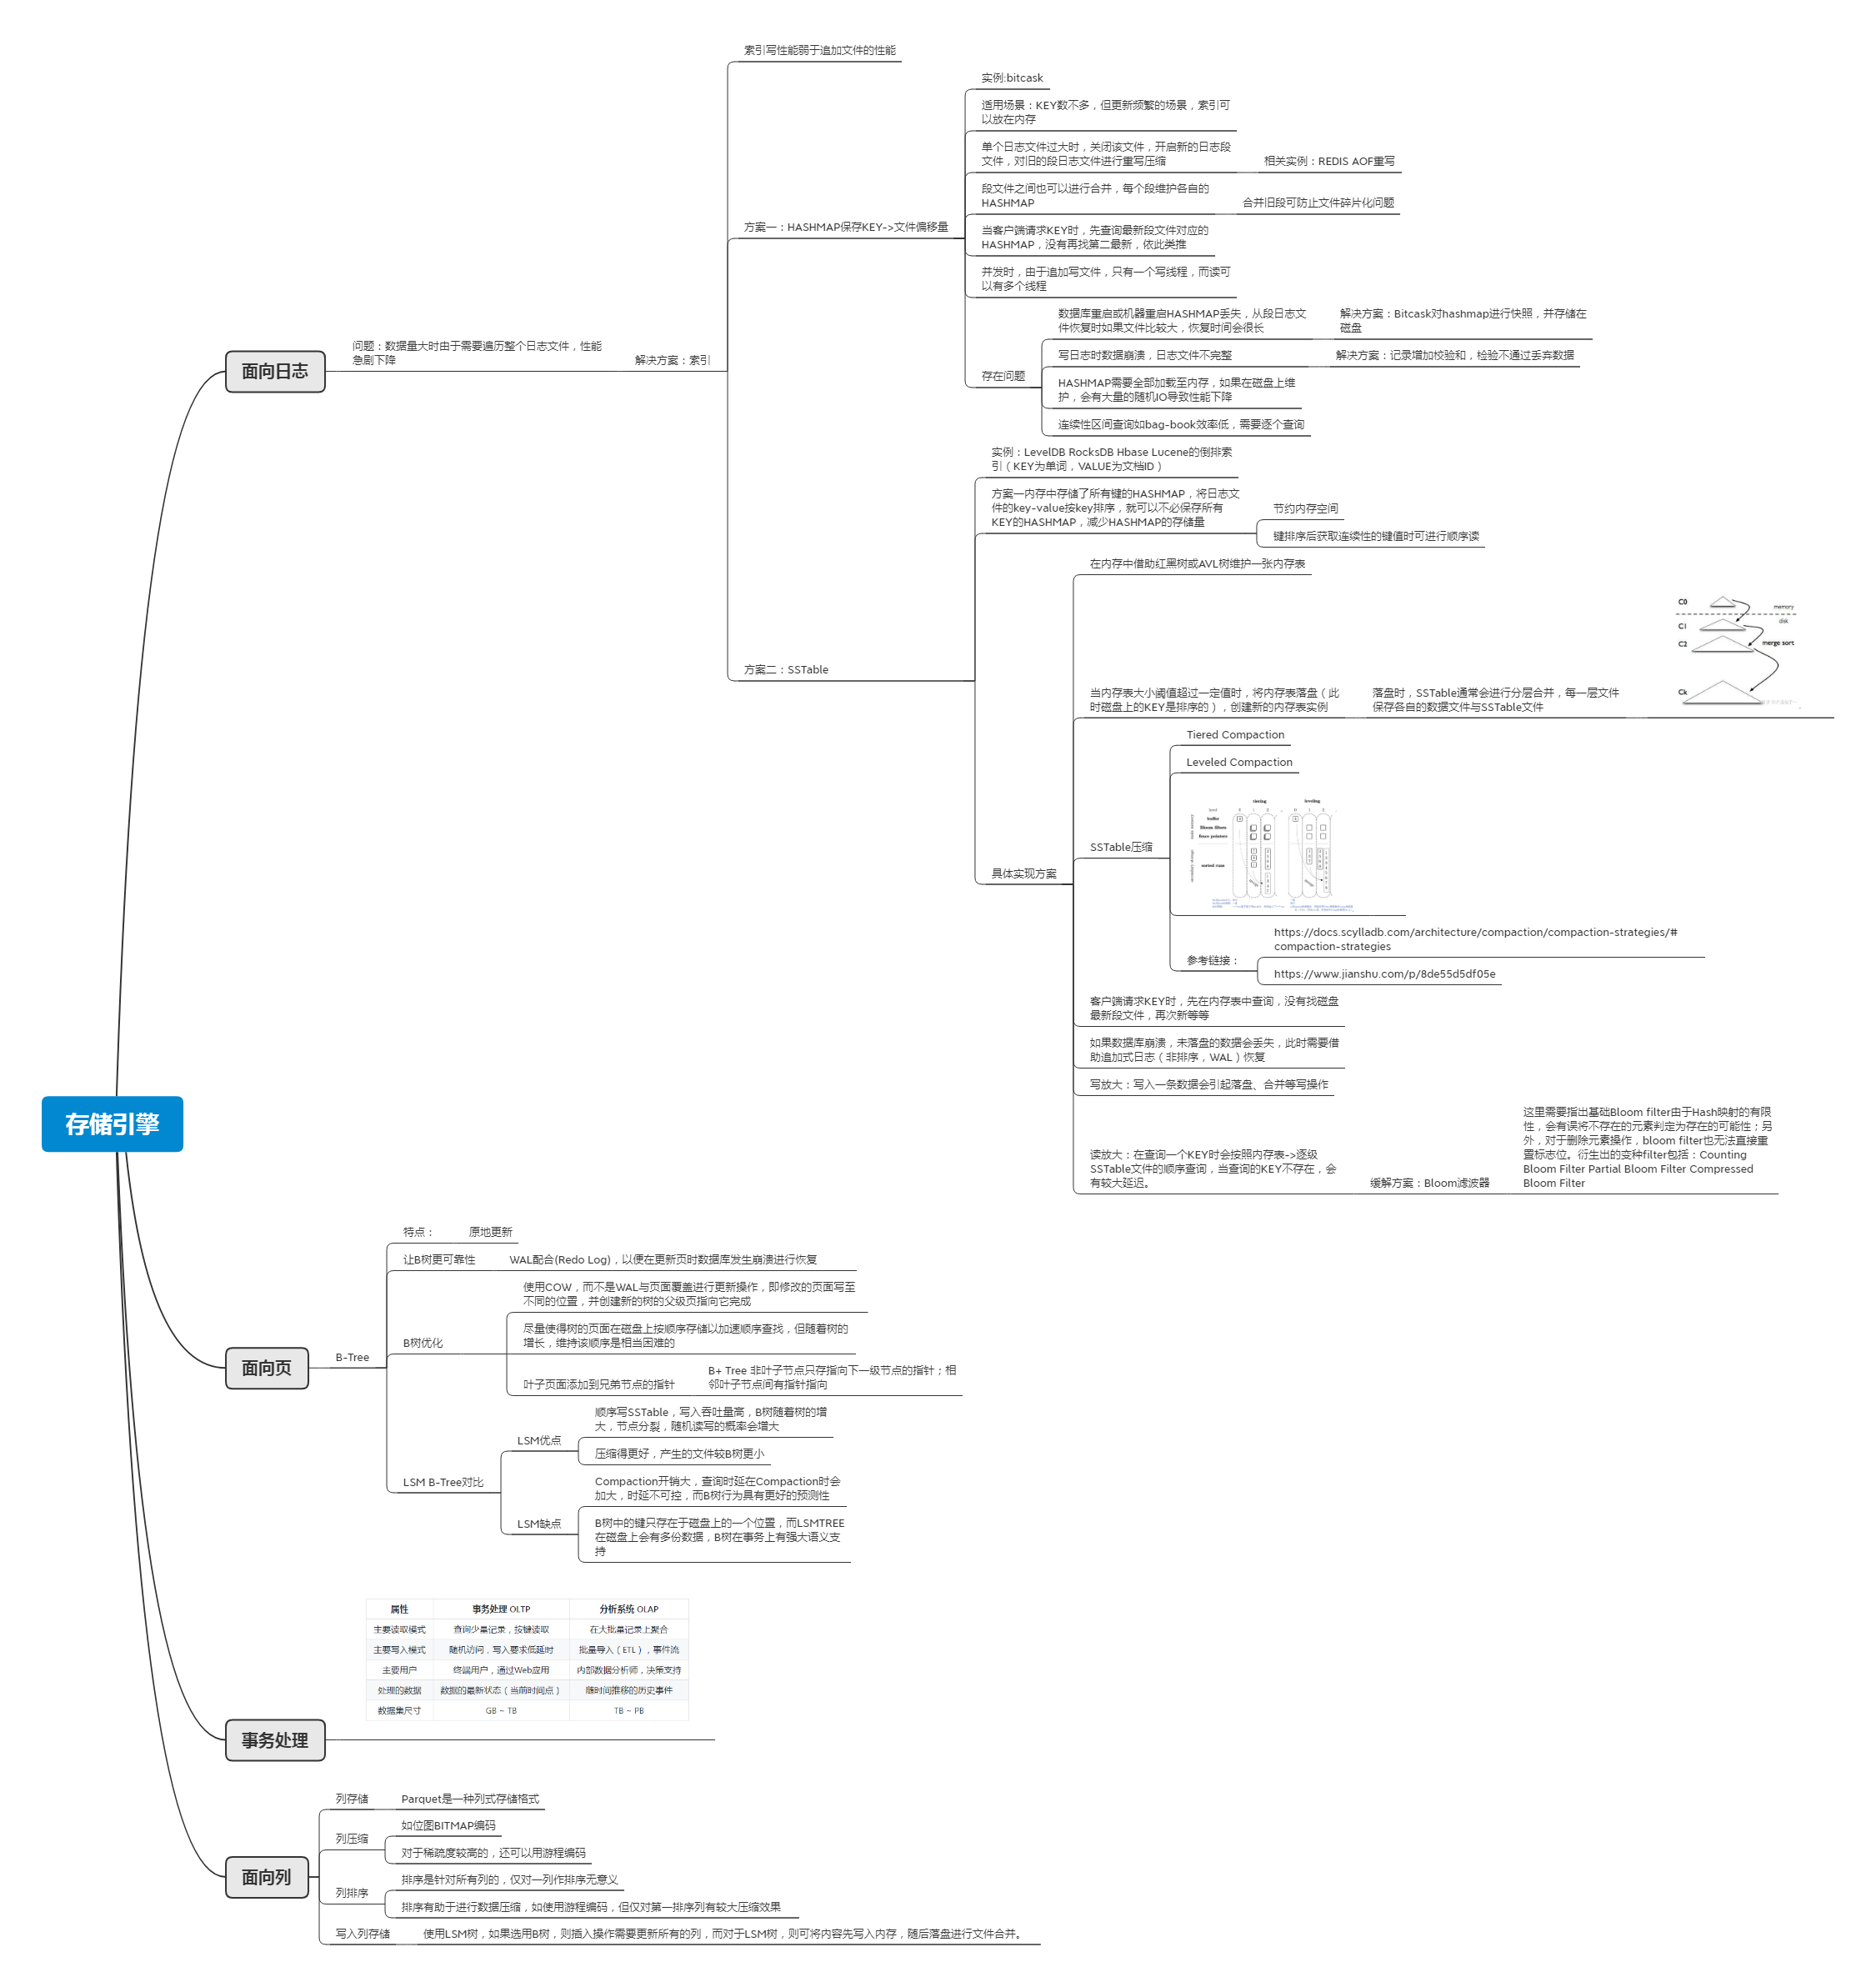 存储引擎
面向日志
问题：数据量大时由于需要遍历整个日志文件，性能
急剧下降
解决方案：索引
索引写性能弱于追加文件的性能
方案一：HASHMAP保存KEY->文件偏移量
实例:bitcask
适用场景：KEY数不多，但更新频繁的场景，索引可
以放在内存
单个日志文件过大时，关闭该文件，开启新的日志段
文件，对旧的段日志文件进行重写压缩
相关实例：REDIS AOF重写
段文件之间也可以进行合并，每个段维护各自的
HASHMAP
合并旧段可防止文件碎片化问题
当客户端请求KEY时，先查询最新段文件对应的
HASHMAP，没有再找第二最新，依此类推
并发时，由于追加写文件，只有一个写线程，而读可
以有多个线程
存在问题
数据库重启或机器重启HASHMAP丢失，从段日志文
件恢复时如果文件比较大，恢复时间会很长
解决方案：Bitcask对hashmap进行快照，并存储在
磁盘
写日志时数据崩溃，日志文件不完整
解决方案：记录增加校验和，检验不通过丢弃数据
HASHMAP需要全部加载至内存，如果在磁盘上维
护，会有大量的随机IO导致性能下降
连续性区间查询如bag-book效率低，需要逐个查询
方案二：SSTable
实例：LevelDB RocksDB Hbase Lucene的倒排索
引（KEY为单词，VALUE为文档ID）
方案一内存中存储了所有键的HASHMAP，将日志文
件的key-value按key排序，就可以不必保存所有
KEY的HASHMAP，减少HASHMAP的存储量
节约内存空间
键排序后获取连续性的键值时可进行顺序读
具体实现方案
在内存中借助红黑树或AVL树维护一张内存表
当内存表大小阈值超过一定值时，将内存表落盘（此
时磁盘上的KEY是排序的），创建新的内存表实例
落盘时，SSTable通常会进行分层合并，每一层文件
保存各自的数据文件与SSTable文件
C0
memory
disk
C1
C2
merge sort
Ck
SSTable压缩
Tiered Compaction
Leveled Compaction
tiering
leveling
level
buffer
Bloom filters
fence pointers
sorted runs
参考链接：
https://docs.scylladb.com/architecture/compaction/compaction-strategies/#
compaction-strategies
https://www.jianshu.com/p/8de55d5df05e
客户端请求KEY时，先在内存表中查询，没有找磁盘
最新段文件，再次新等等
如果数据库崩溃，未落盘的数据会丢失，此时需要借
助追加式日志（非排序，WAL）恢复
写放大：写入一条数据会引起落盘、合并等写操作
读放大：在查询一个KEY时会按照内存表->逐级
SSTable文件的顺序查询，当查询的KEY不存在，会
有较大延迟。
缓解方案：Bloom滤波器
这里需要指出基础Bloom filter由于Hash映射的有限
性，会有误将不存在的元素判定为存在的可能性；另
外，对于删除元素操作，bloom filter也无法直接重
置标志位。衍生出的变种filter包括：Counting
Bloom Filter Partial Bloom Filter Compressed
Bloom Filter
面向页
B-Tree
特点：
原地更新
让B树更可靠性
WAL配合(Redo Log)，以便在更新页时数据库发生崩溃进行恢复
B树优化
使用COW，而不是WAL与页面覆盖进行更新操作，即修改的页面写至
不同的位置，并创建新的树的父级页指向它完成
尽量使得树的页面在磁盘上按顺序存储以加速顺序查找，但随着树的
增长，维持该顺序是相当困难的
叶子页面添加到兄弟节点的指针
B+ Tree 非叶子节点只存指向下一级节点的指针；相
邻叶子节点间有指针指向
LSM B-Tree对比
LSM优点
顺序写SSTable，写入吞吐量高，B树随着树的增
大，节点分裂，随机读写的概率会增大
压缩得更好，产生的文件较B树更小
LSM缺点
Compaction开销大，查询时延在Compaction时会
加大，时延不可控，而B树行为具有更好的预测性
B树中的键只存在于磁盘上的一个位置，而LSMTREE
在磁盘上会有多份数据，B树在事务上有强大语义支
持
事务处理
属性 事务处理 OLTP 分析系统 OLAP
主要读取模式 查询少量记录，按键读取 在大批量记录上聚合
主要写入模式 随机访问，写入要求低延时 批量导入（ETL），事件流
主要用户 终端用户，通过Web应用 内部数据分析师，决策支持
处理的数据 数据的最新状态（当前时间点） 随时间推移的历史事件
数据集尺寸 GB ~ TB TB ~ PB
面向列
列存储
Parquet是一种列式存储格式
列压缩
如位图BITMAP编码
对于稀疏度较高的，还可以用游程编码
列排序
排序是针对所有列的，仅对一列作排序无意义
排序有助于进行数据压缩，如使用游程编码，但仅对第一排序列有较大压缩效果
写入列存储
使用LSM树，如果选用B树，则插入操作需要更新所有的列，而对于LSM树，则可将内容先写入内存，随后落盘进行文件合并。